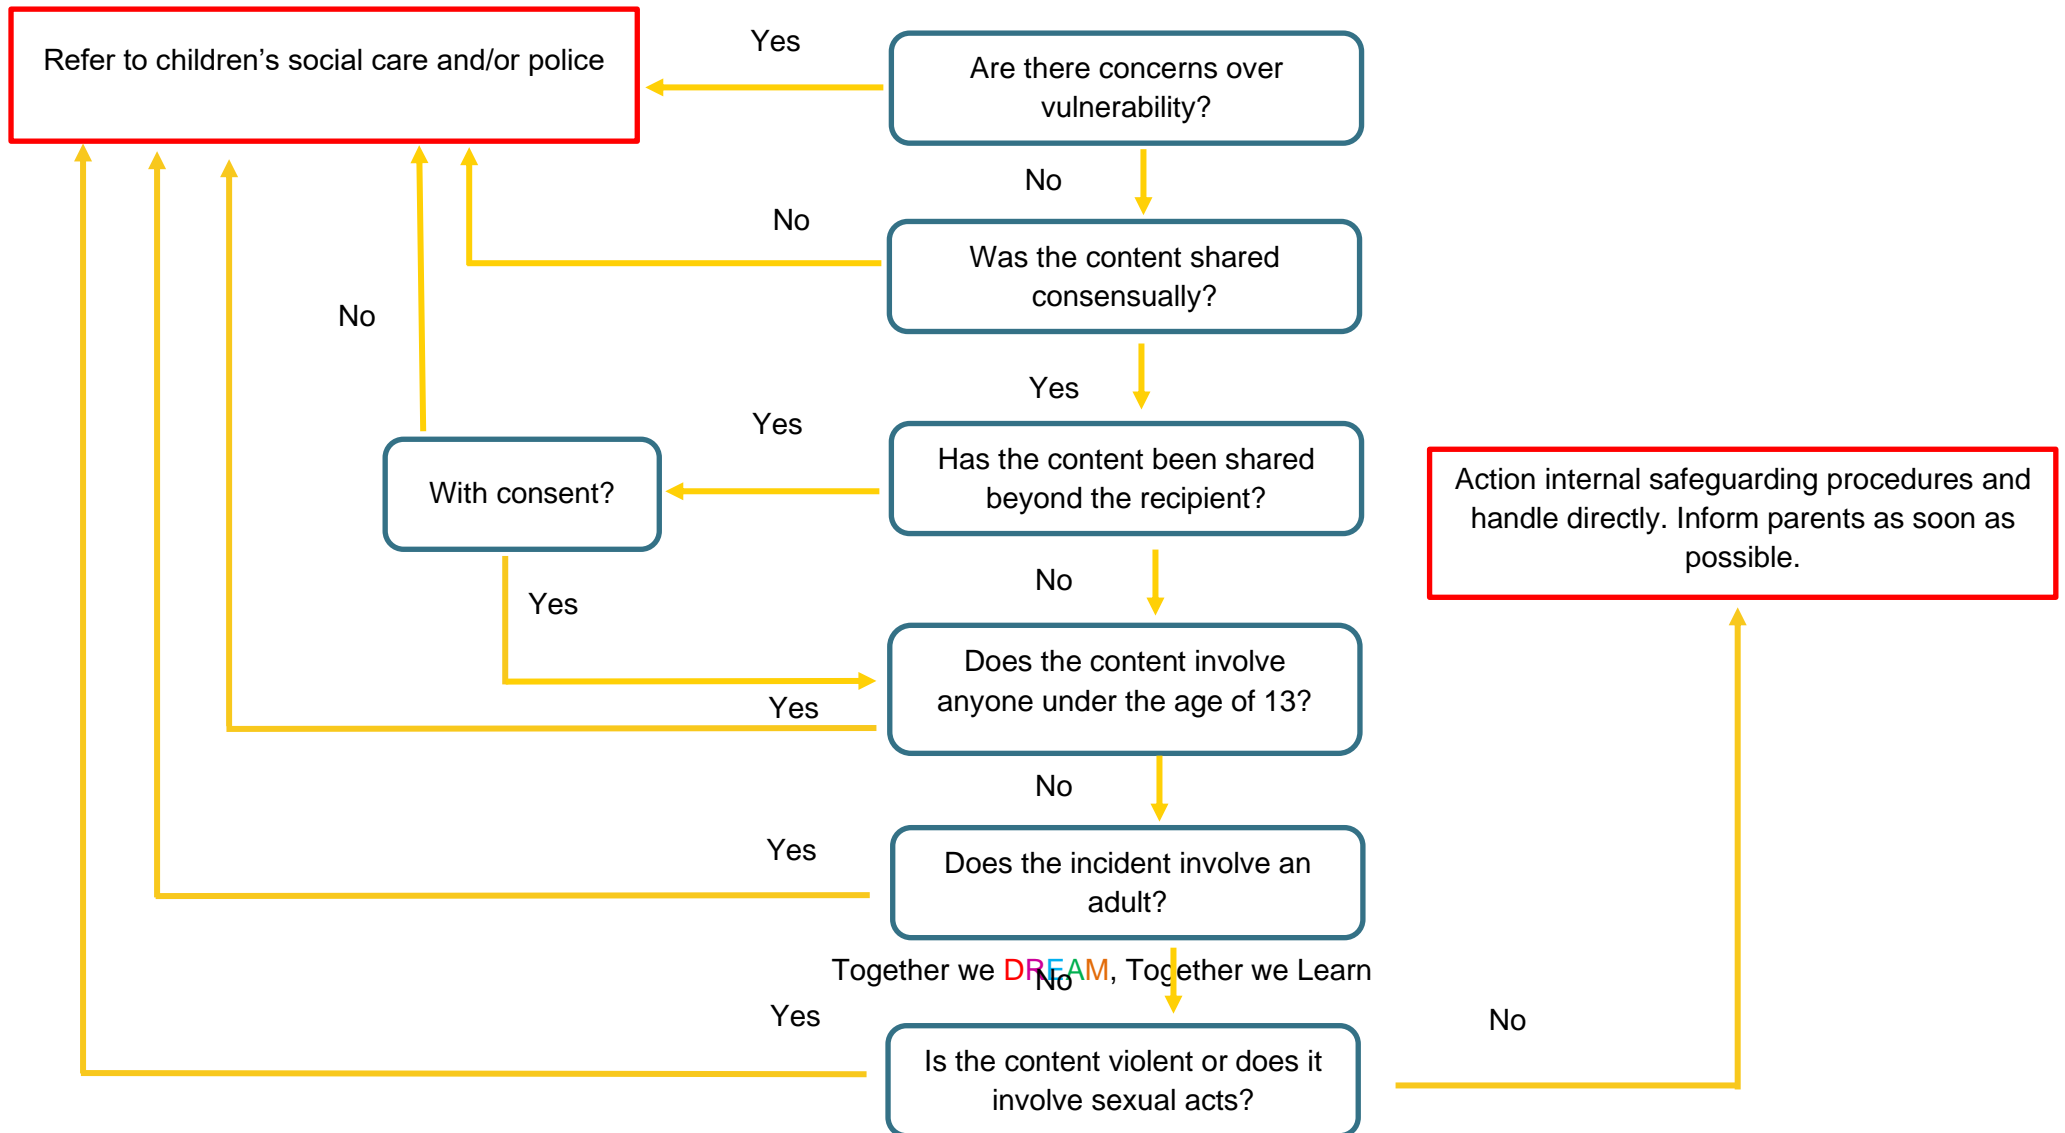 Refer to children’s social care and/or police
Yes
Are there concerns over
vulnerability?
No
No
Was the content shared
consensually?
No
Yes
Yes
With consent?
Has the content been shared
beyond the recipient?
Action internal safeguarding procedures and
handle directly. Inform parents as soon as
possible.
No
Yes
Does the content involve
anyone under the age of 13?
Yes
No
Yes
Does the incident involve an
adult?
Together we DREAM, Together we Learn
No
Yes
No
Is the content violent or does it
involve sexual acts?